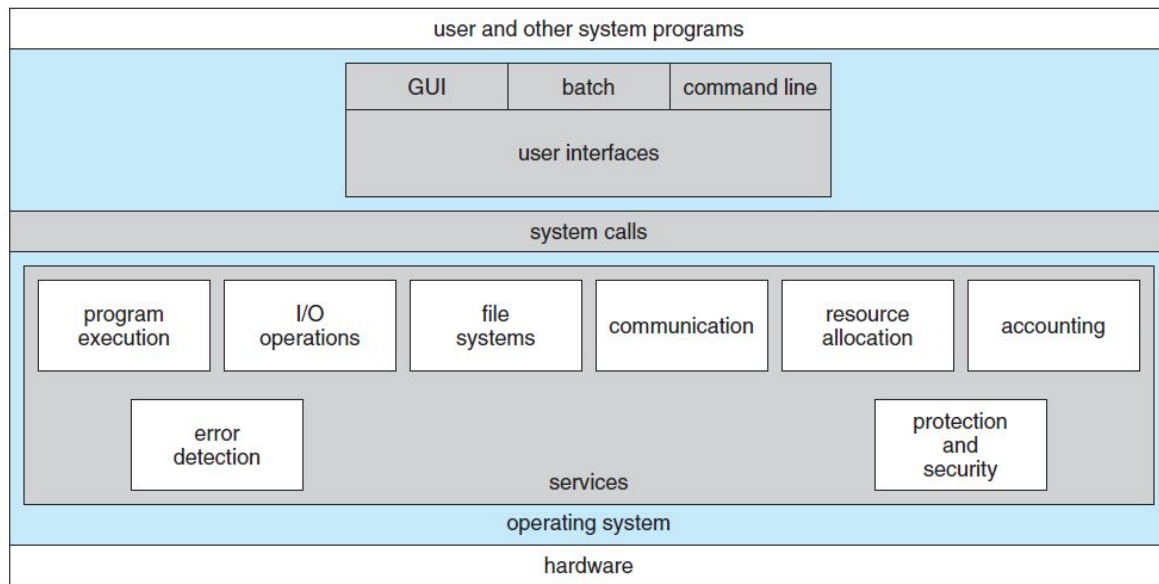 user and other system programs
GUI batch command line
user interfaces
system calls
program
execution
I/O
operations
file
systems
communication
resource
allocation
accounting
error
detection
protection
and
security
services
operating system
hardware